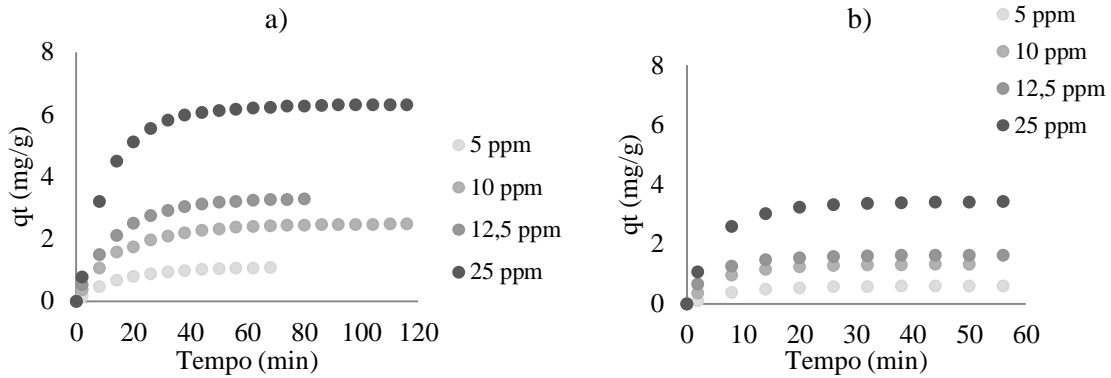 a)
8
6
4
2
0
qt (mg/g)
0 20 40 60 80 100 120
Tempo (min)
5 ppm
10 ppm
12,5 ppm
25 ppm
b)
8
6
4
2
0
qt (mg/g)
0 10 20 30 40 50 60
Tempo (min)
5 ppm
10 ppm
12,5 ppm
25 ppm